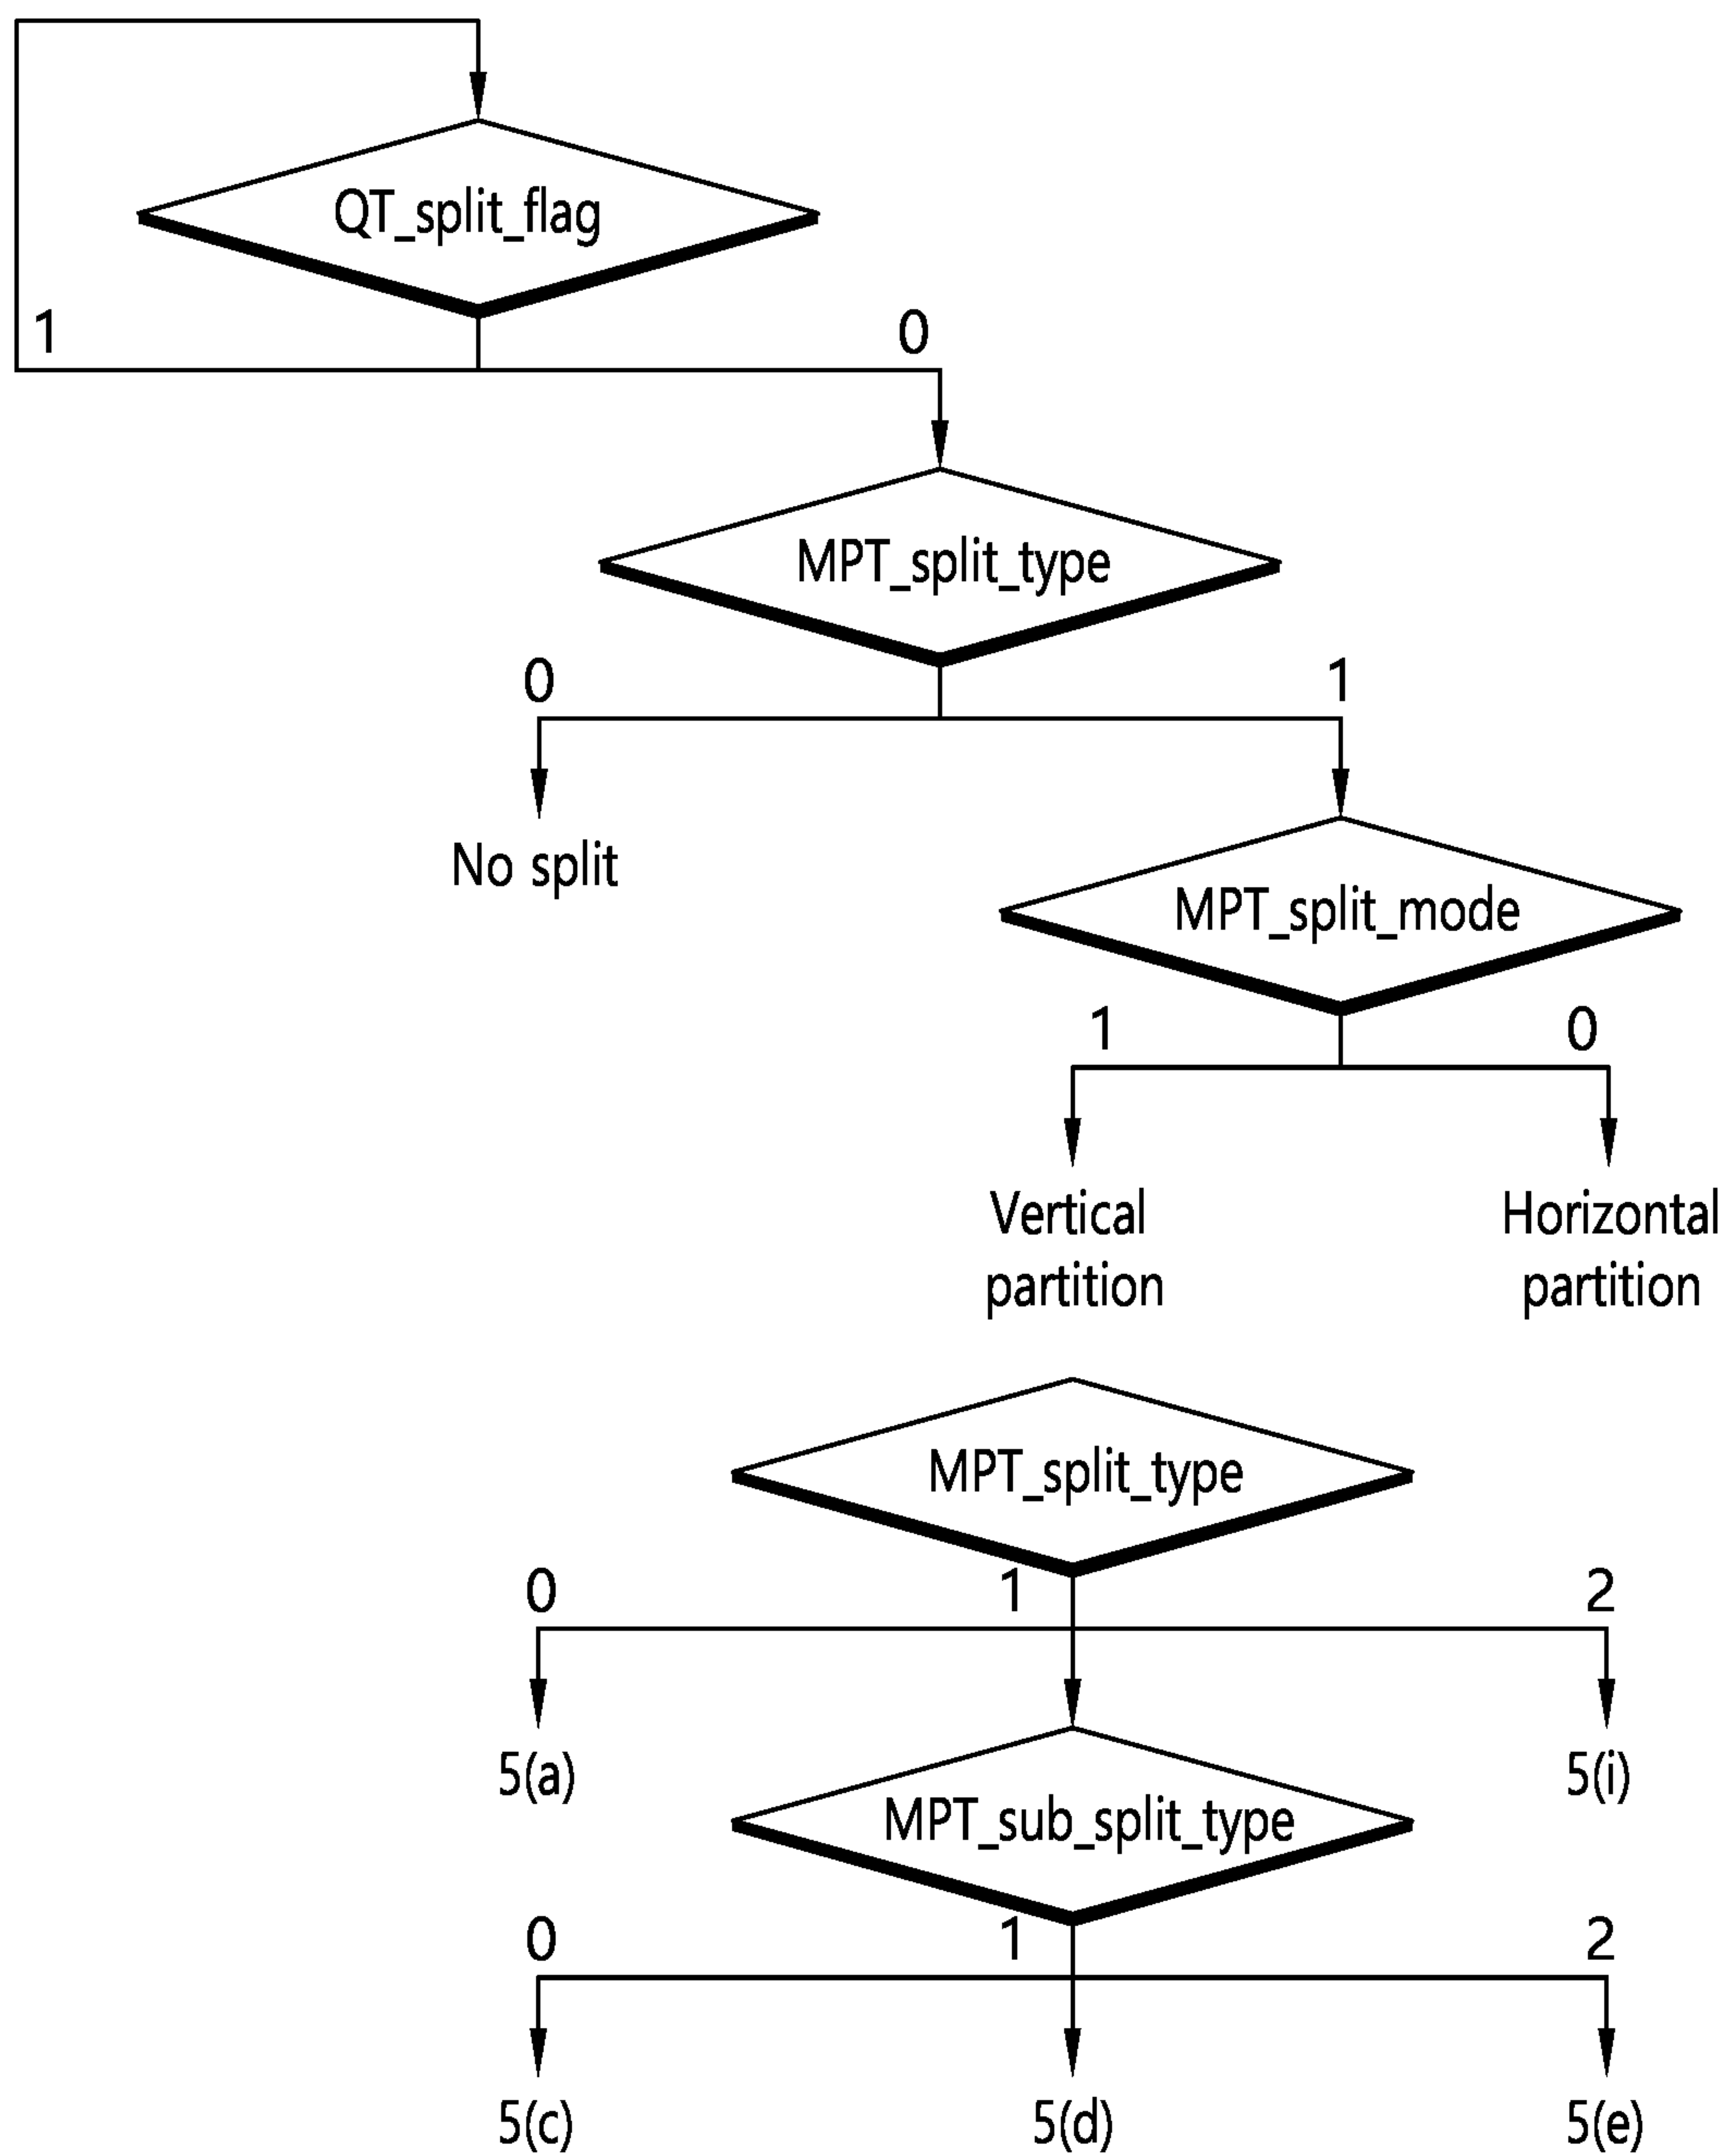 QT_split_flag
1
0
MPT_split_type
0
1
No split
MPT_split_mode
1
0
Vertical
partition
Horizontal
partition
MPT_split_type
0
1
2
5(a)
5(i)
MPT_sub_split_type
0
1
2
5(c)
5(d)
5(e)